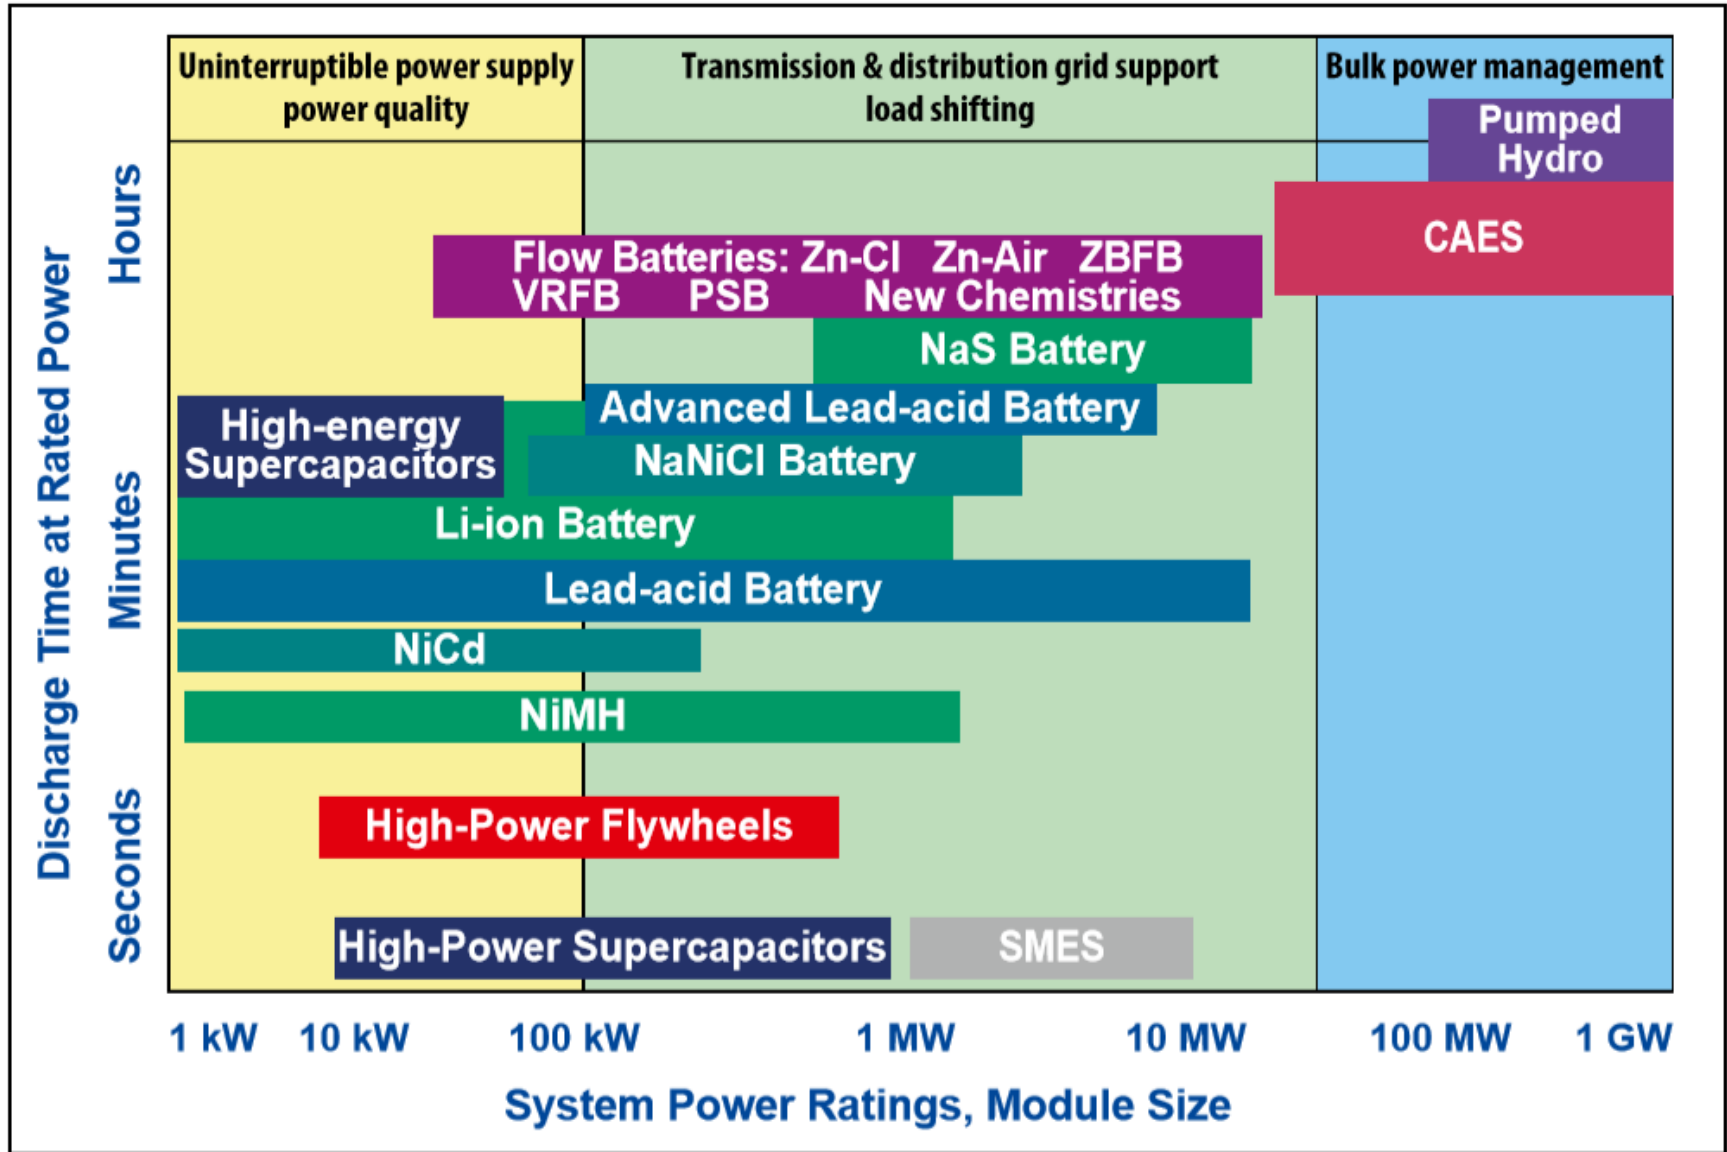 Uninterruptible power supply
power quality
Transmission & distribution grid support
load shifting
Bulk power management
Pumped
Hydro
CAES
Flow Batteries: Zn-Cl Zn-Air ZBFB
VRFB PSB New Chemistries
NaS Battery
Advanced Lead-acid Battery
High-energy
Supercapacitors
NaNiCl Battery
Li-ion Battery
Lead-acid Battery
NiCd
NiMH
High-Power Flywheels
High-Power Supercapacitors
SMES
Discharge Time at Rated Power
Hours
Minutes
Seconds
1 kW 10 kW 100 kW 1 MW 10 MW 100 MW 1 GW
System Power Ratings, Module Size